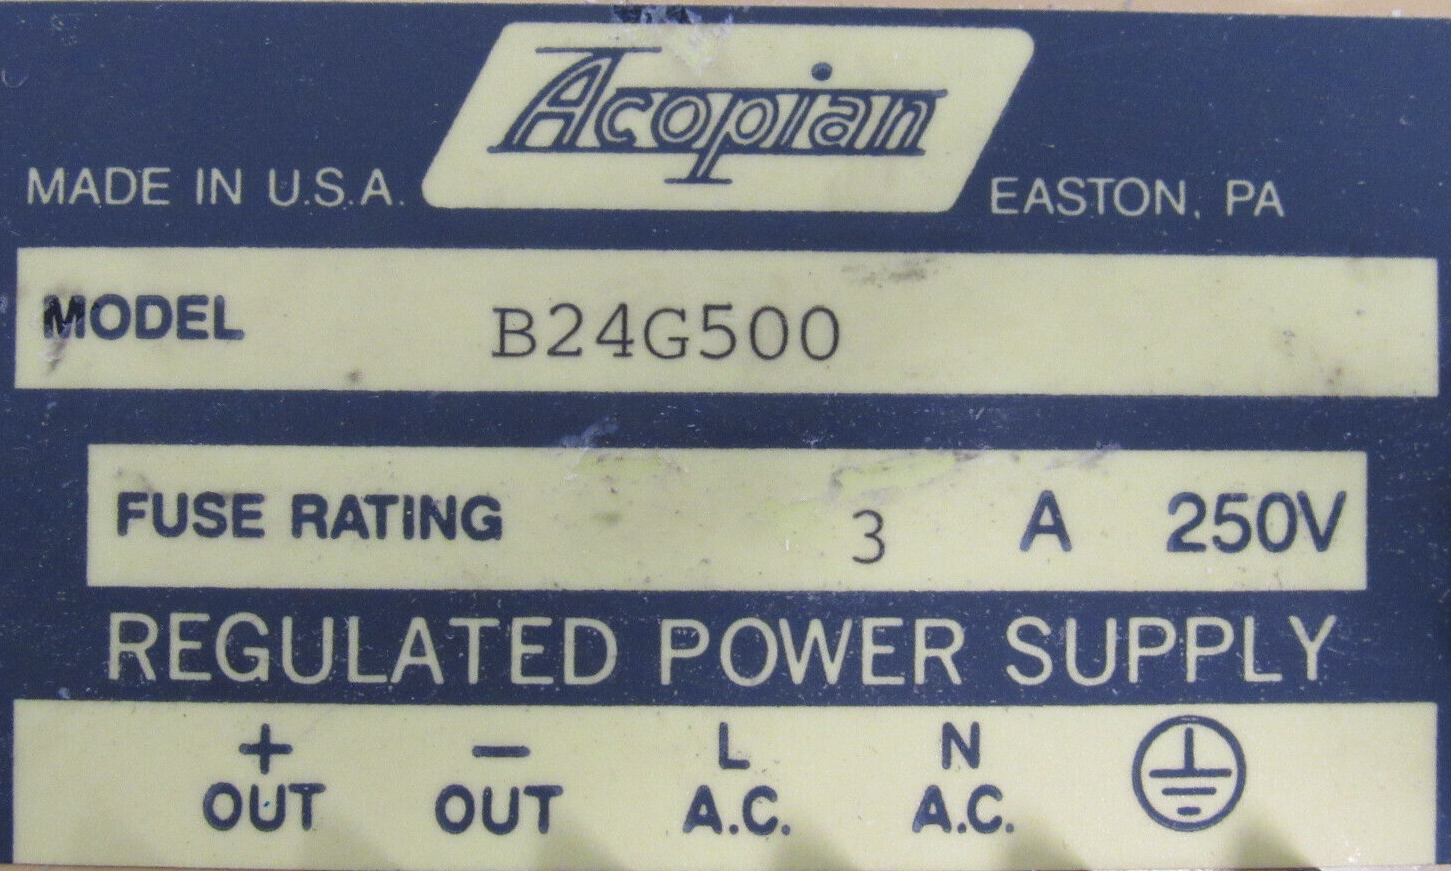 Acopian
MADE IN U.S.A. EASTON, PA
MODEL B24G500
FUSE RATING 3 A 250V
REGULATED POWER SUPPLY
+ − L N
OUT OUT A.C. A.C.